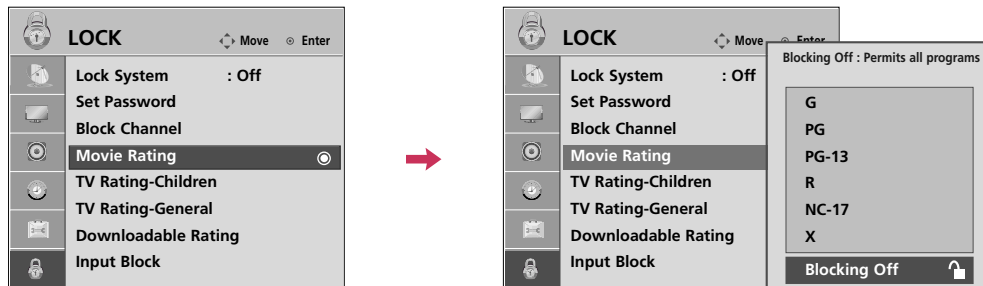 LOCK Move Enter
Lock System : Off
Set Password
Block Channel
Movie Rating
TV Rating-Children
TV Rating-General
Downloadable Rating
Input Block
LOCK Move Enter
Lock System : Off
Set Password
Block Channel
Movie Rating
TV Rating-Children
TV Rating-General
Downloadable Rating
Input Block
Blocking Off : Permits all programs
G
PG
PG-13
R
NC-17
X
Blocking Off